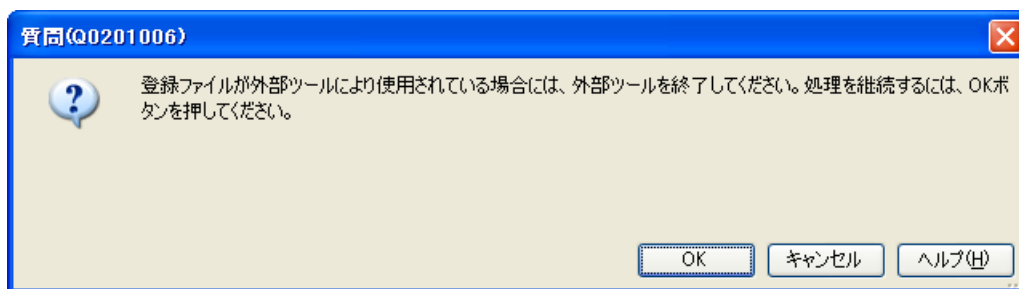 質問(Q0201006)
登録ファイルが外部ツールにより使用されている場合には、外部ツールを終了してください。処理を継続するには、OKボ
タンを押してください。
OK キャンセル ヘルプ(H)